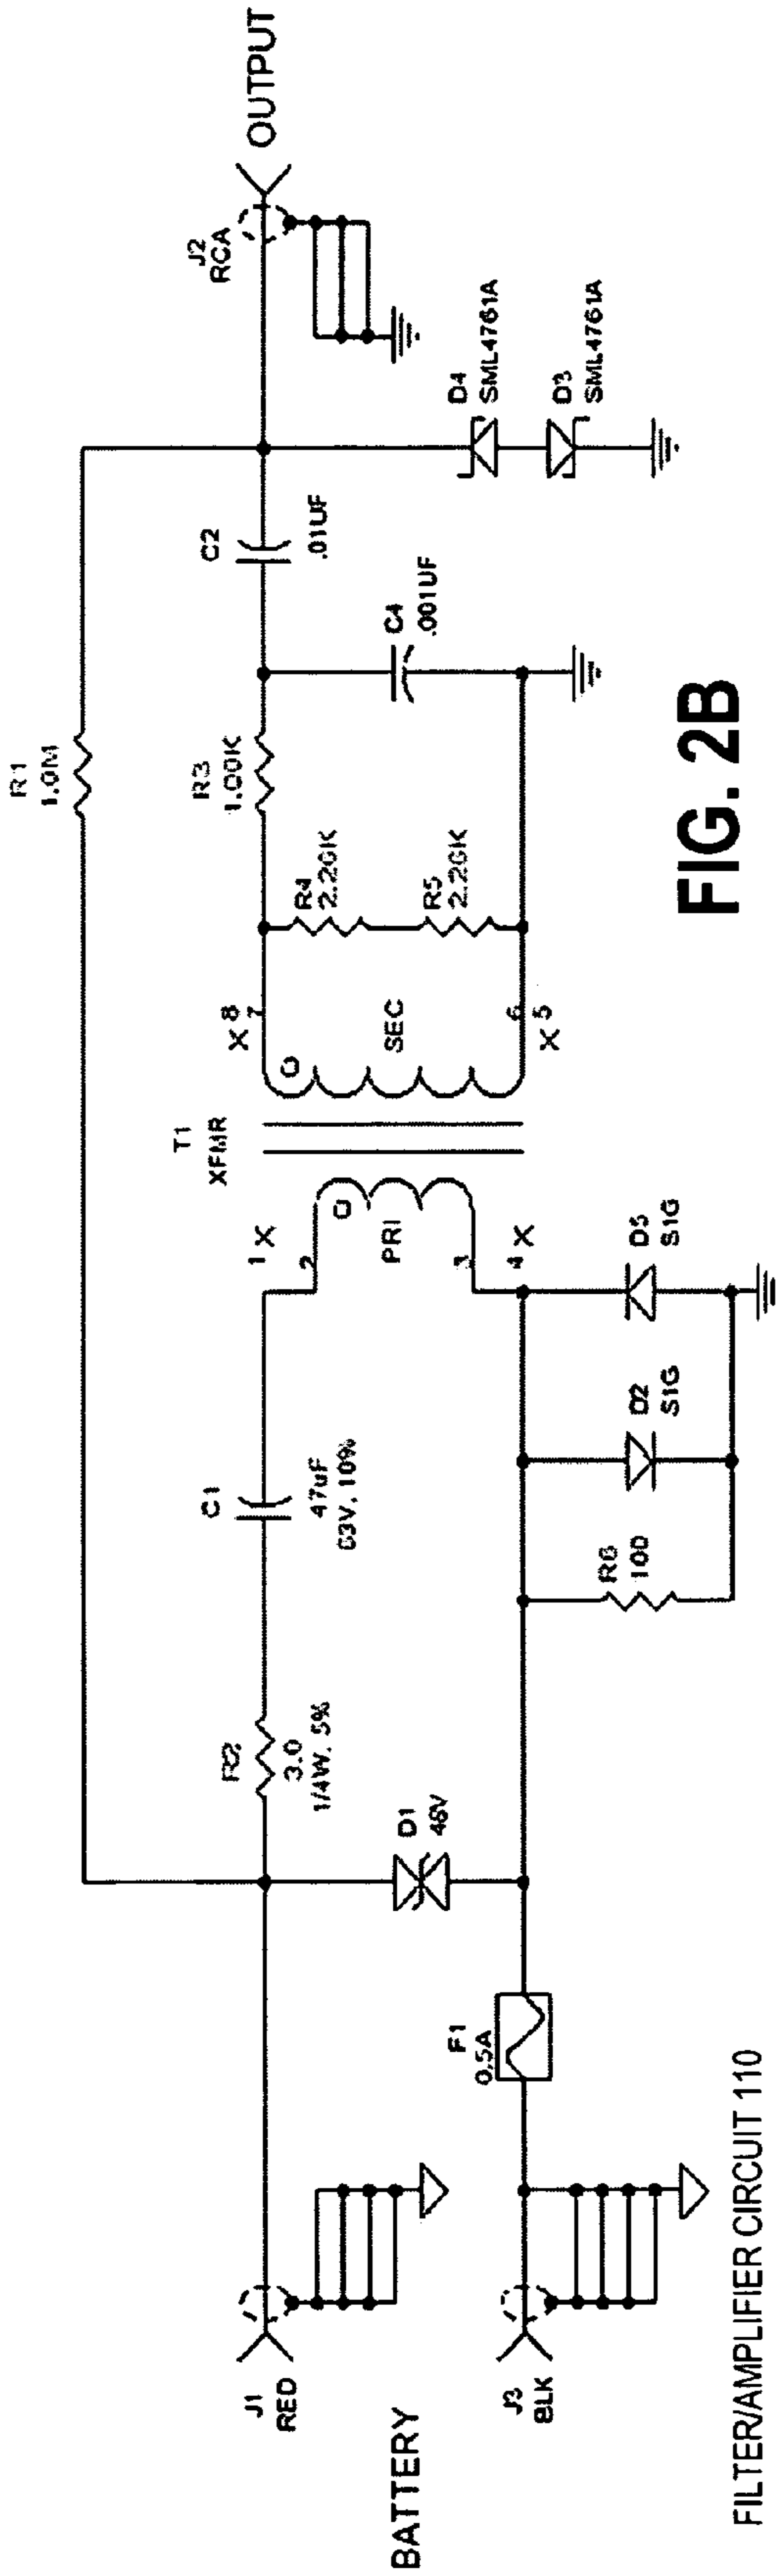 R1
1.0M
J2
RCA
OUTPUT
T1
XFMR
X 8
7
R3
1.00K
C2
.01UF
R4
2.20K
R5
2.20K
SEC
6
X 5
C4
.001UF
D4
SML4761A
D3
SML4761A
J1
RED
R2
3.0
1/4W, 5%
C1
47uF
63V, 10%
1 X
2
PRI
3
4 X
BATTERY
D1
48V
F1
0.5A
J3
BLK
R6
100
D2
S1G
D5
S1G
FILTER/AMPLIFIER CIRCUIT 110
FIG. 2B